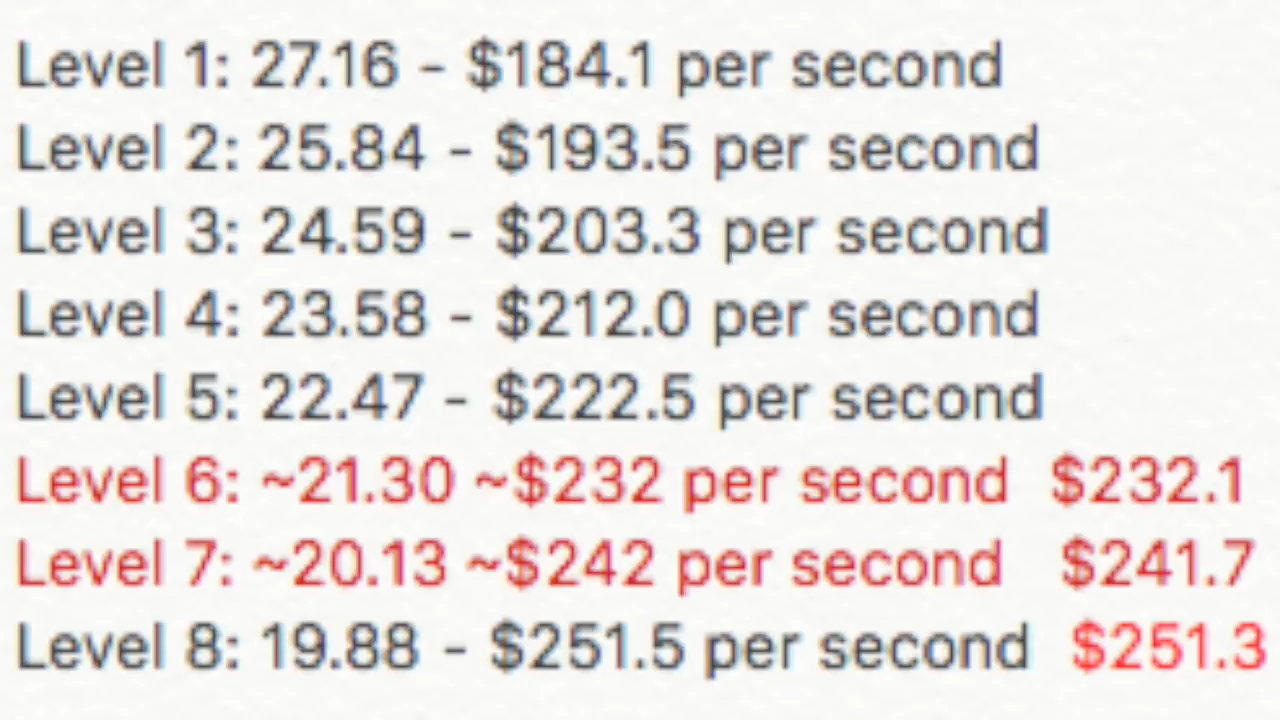 Level 1: 27.16 - $184.1 per second
Level 2: 25.84 - $193.5 per second
Level 3: 24.59 - $203.3 per second
Level 4: 23.58 - $212.0 per second
Level 5: 22.47 - $222.5 per second
Level 6: ~21.30 ~$232 per second $232.1
Level 7: ~20.13 ~$242 per second $241.7
Level 8: 19.88 - $251.5 per second $251.3